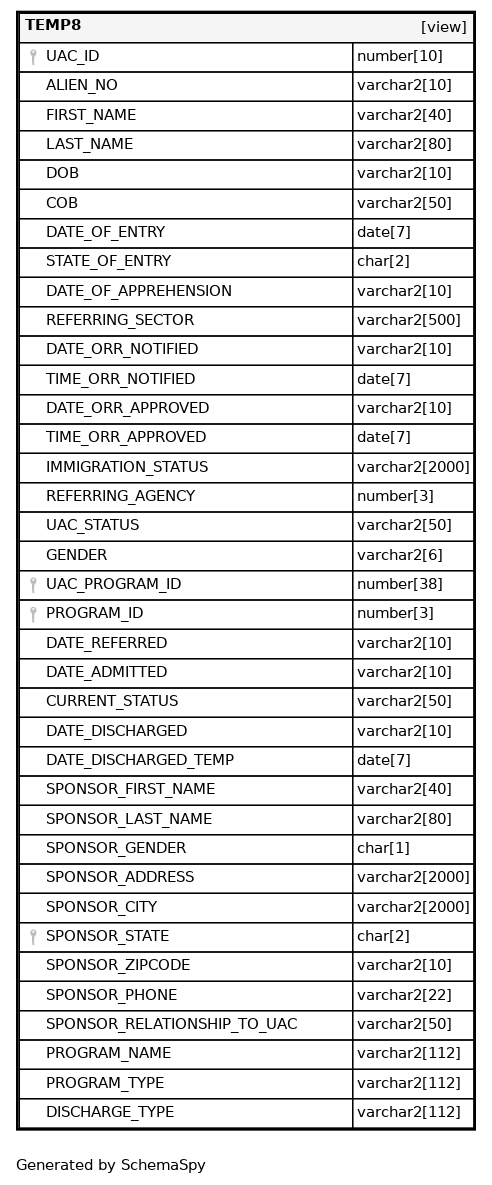 TEMP8 [view]
UAC_ID number[10]
ALIEN_NO varchar2[10]
FIRST_NAME varchar2[40]
LAST_NAME varchar2[80]
DOB varchar2[10]
COB varchar2[50]
DATE_OF_ENTRY date[7]
STATE_OF_ENTRY char[2]
DATE_OF_APPREHENSION varchar2[10]
REFERRING_SECTOR varchar2[500]
DATE_ORR_NOTIFIED varchar2[10]
TIME_ORR_NOTIFIED date[7]
DATE_ORR_APPROVED varchar2[10]
TIME_ORR_APPROVED date[7]
IMMIGRATION_STATUS varchar2[2000]
REFERRING_AGENCY number[3]
UAC_STATUS varchar2[50]
GENDER varchar2[6]
UAC_PROGRAM_ID number[38]
PROGRAM_ID number[3]
DATE_REFERRED varchar2[10]
DATE_ADMITTED varchar2[10]
CURRENT_STATUS varchar2[50]
DATE_DISCHARGED varchar2[10]
DATE_DISCHARGED_TEMP date[7]
SPONSOR_FIRST_NAME varchar2[40]
SPONSOR_LAST_NAME varchar2[80]
SPONSOR_GENDER char[1]
SPONSOR_ADDRESS varchar2[2000]
SPONSOR_CITY varchar2[2000]
SPONSOR_STATE char[2]
SPONSOR_ZIPCODE varchar2[10]
SPONSOR_PHONE varchar2[22]
SPONSOR_RELATIONSHIP_TO_UAC varchar2[50]
PROGRAM_NAME varchar2[112]
PROGRAM_TYPE varchar2[112]
DISCHARGE_TYPE varchar2[112]
Generated by SchemaSpy